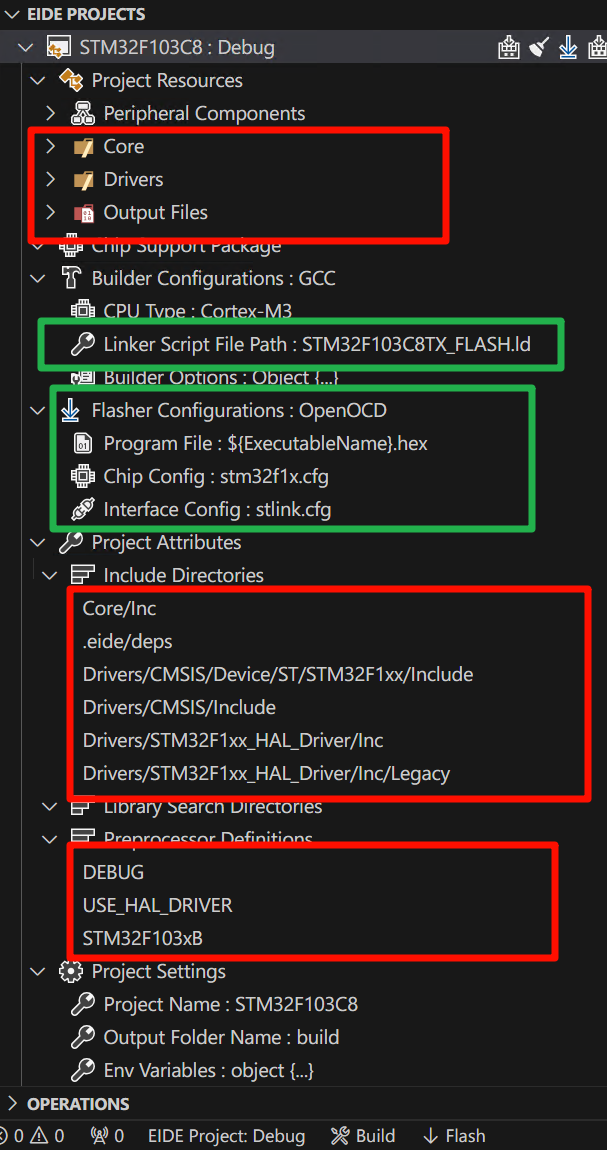 EIDE PROJECTS
STM32F103C8 : Debug
Project Resources
Peripheral Components
Core
Drivers
Output Files
Chip Support Package
Builder Configurations : GCC
CPU Type : Cortex-M3
Linker Script File Path : STM32F103C8TX_FLASH.ld
Builder Options : Object {...}
Flasher Configurations : OpenOCD
Program File : ${ExecutableName}.hex
Chip Config : stm32f1x.cfg
Interface Config : stlink.cfg
Project Attributes
Include Directories
Core/Inc
.eide/deps
Drivers/CMSIS/Device/ST/STM32F1xx/Include
Drivers/CMSIS/Include
Drivers/STM32F1xx_HAL_Driver/Inc
Drivers/STM32F1xx_HAL_Driver/Inc/Legacy
Library Search Directories
Preprocessor Definitions
DEBUG
USE_HAL_DRIVER
STM32F103xB
Project Settings
Project Name : STM32F103C8
Output Folder Name : build
Env Variables : object {...}
OPERATIONS
0 0 0 EIDE Project: Debug Build Flash